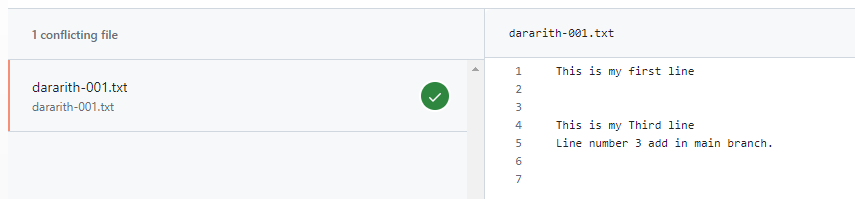 1 conflicting file
dararith-001.txt
dararith-001.txt
dararith-001.txt
1 This is my first line
2
3
4 This is my Third line
5 Line number 3 add in main branch.
6
7